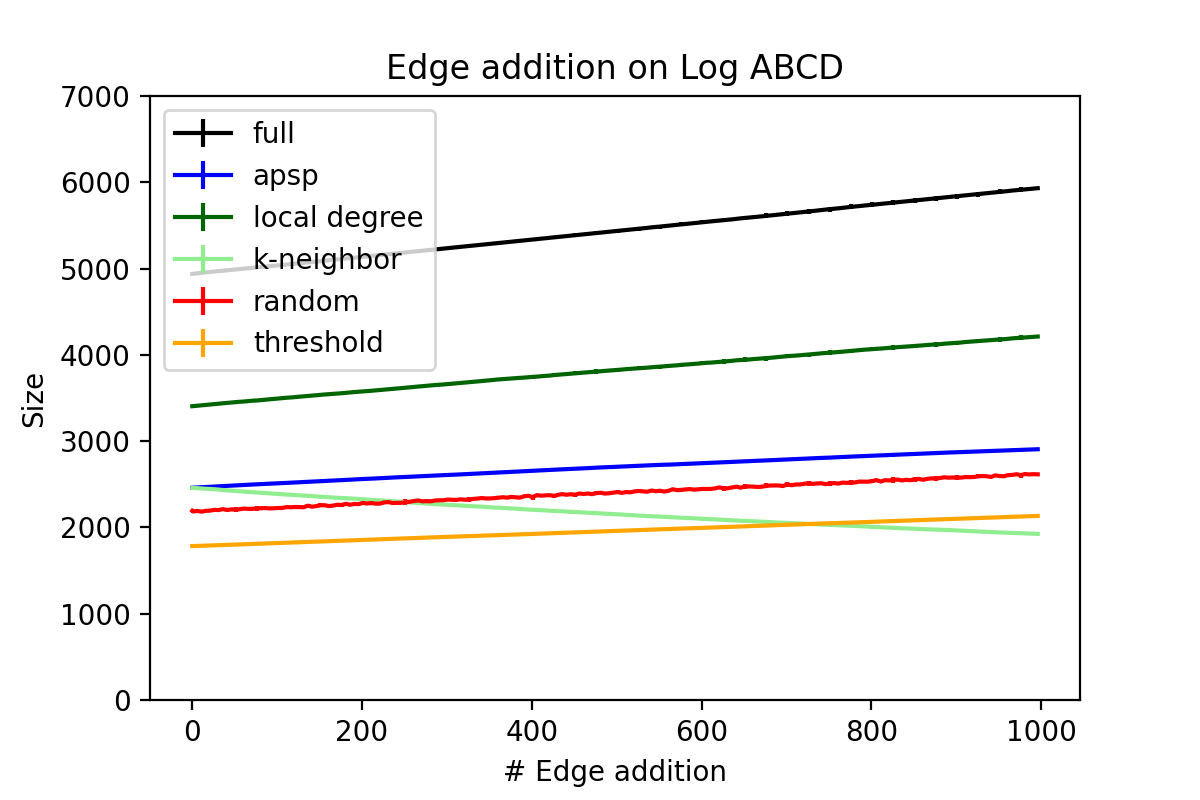 Edge addition on Log ABCD
7000
6000
5000
4000
3000
2000
1000
0
Size
full
apsp
local degree
k-neighbor
random
threshold
0 200 400 600 800 1000
# Edge addition